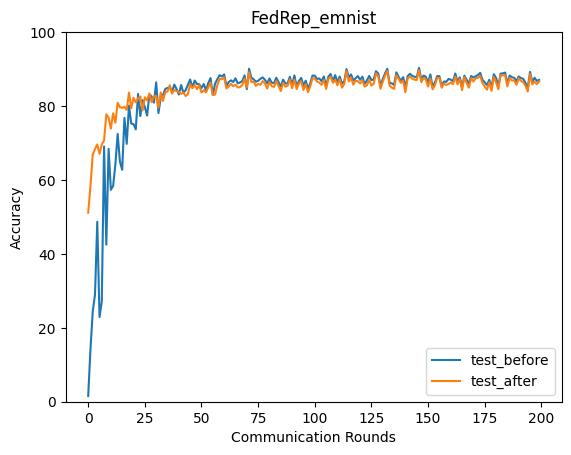 FedRep_emnist
100
80
60
40
20
0
Accuracy
0 25 50 75 100 125 150 175 200
Communication Rounds
test_before
test_after